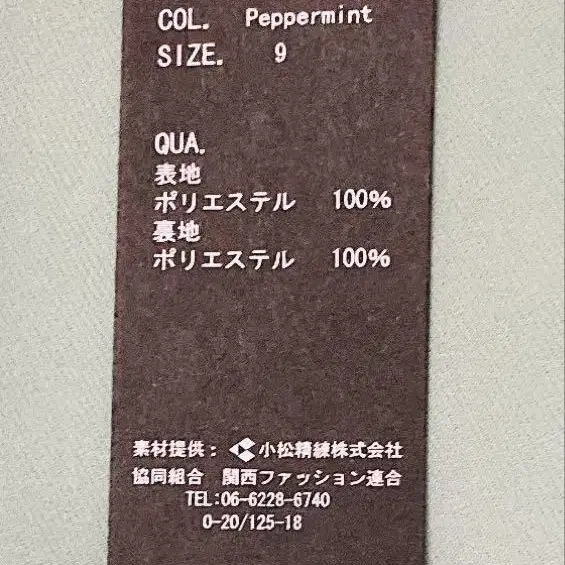 COL. Peppermint
SIZE. 9
QUA.
表地
ポリエステル 100%
裏地
ポリエステル 100%
素材提供: 小松精練株式会社
協同組合 関西ファッション連合
TEL:06-6228-6740
0-20/125-18